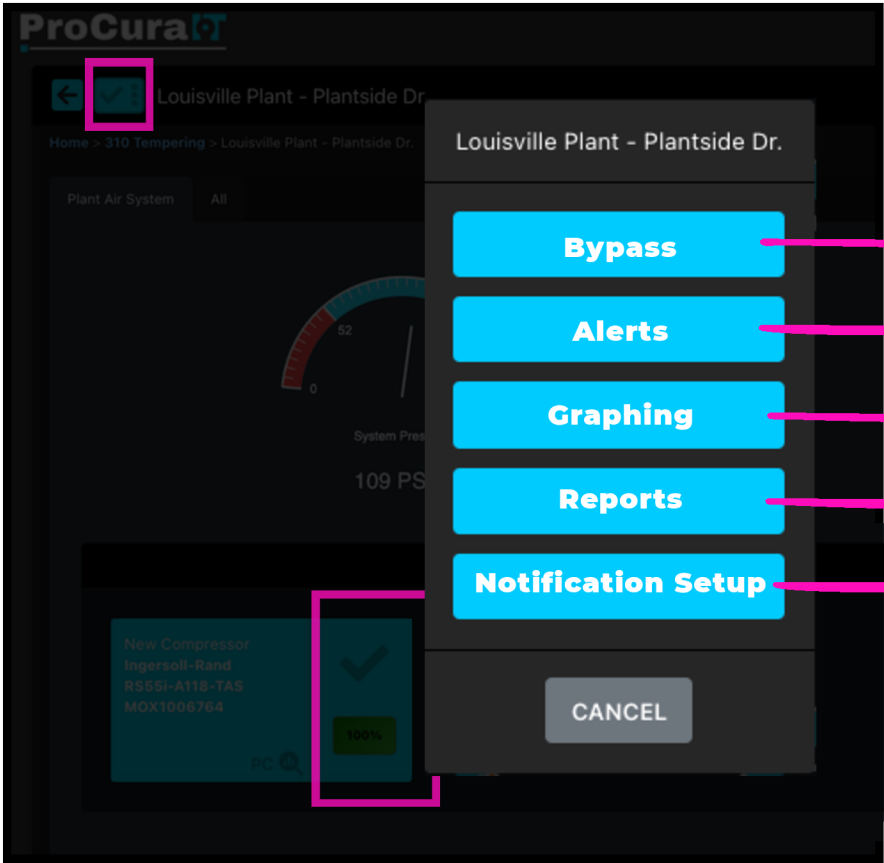 ProCuraIoT
Louisville Plant - Plantside Dr.
Home > 310 Tempering > Louisville Plant - Plantside Dr.
Plant Air System
All
52
0
System Pres
109 PS
New Compressor
Ingersoll-Rand
RS55i-A118-TAS
MOX1006764
100%
PC
Louisville Plant - Plantside Dr.
Bypass
Alerts
Graphing
Reports
Notification Setup
CANCEL